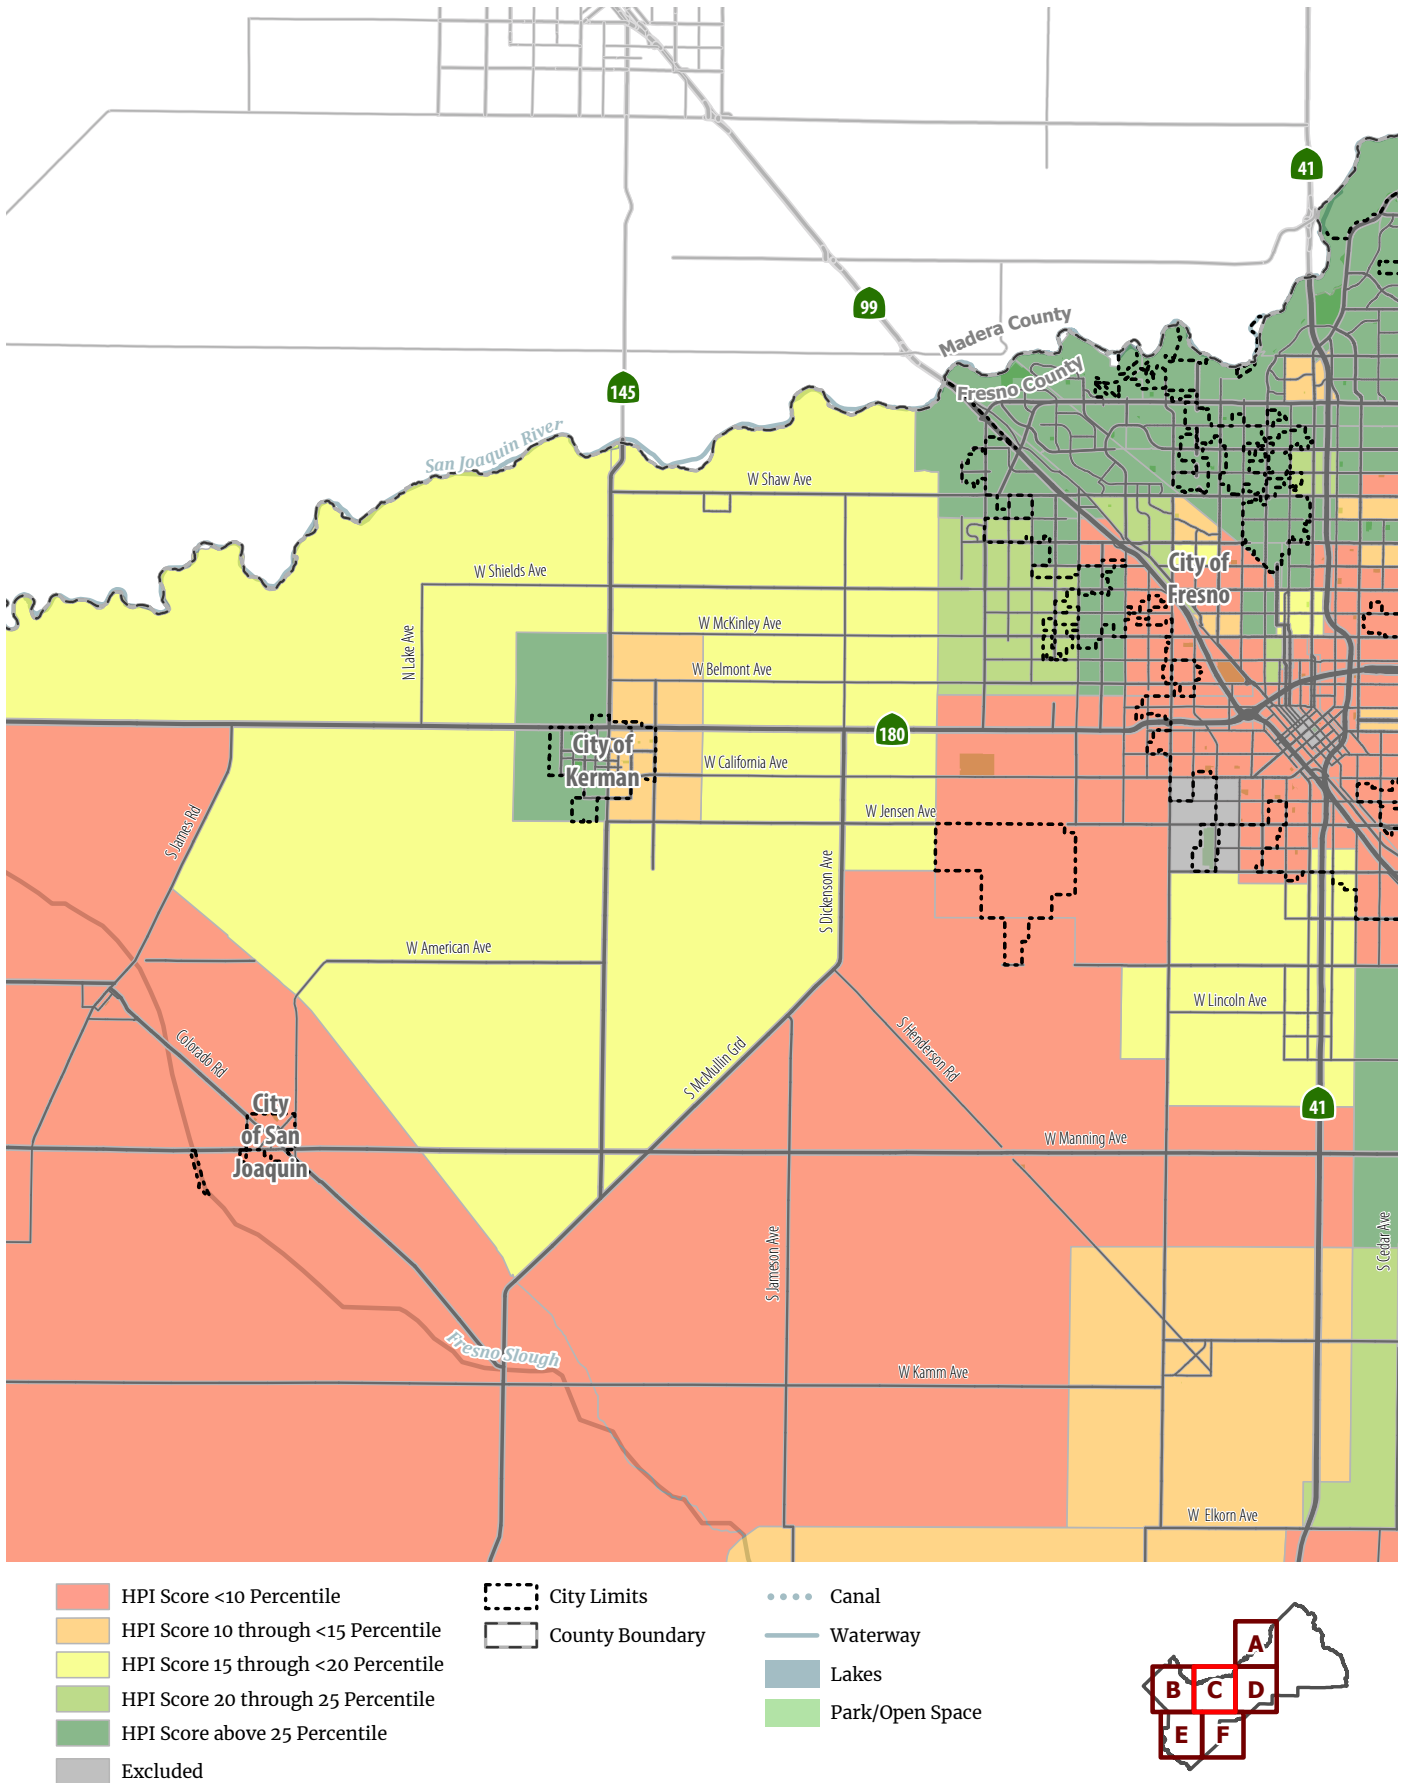 41
99
Madera County
Fresno County
145
San Joaquin River
W Shaw Ave
W Shields Ave
City of
Fresno
N Lake Ave
W McKinley Ave
W Belmont Ave
180
City of
Kerman
W California Ave
W Jensen Ave
S James Rd
S Dickenson Ave
W American Ave
W Lincoln Ave
Colorado Rd
S McMullin Grd
S Henderson Rd
41
City
of San
Joaquin
W Manning Ave
S Jameson Ave
S Cedar Ave
Fresno Slough
W Kamm Ave
W Elkorn Ave
HPI Score <10 Percentile
HPI Score 10 through <15 Percentile
HPI Score 15 through <20 Percentile
HPI Score 20 through 25 Percentile
HPI Score above 25 Percentile
Excluded
City Limits
County Boundary
Canal
Waterway
Lakes
Park/Open Space
A
B C D
E F